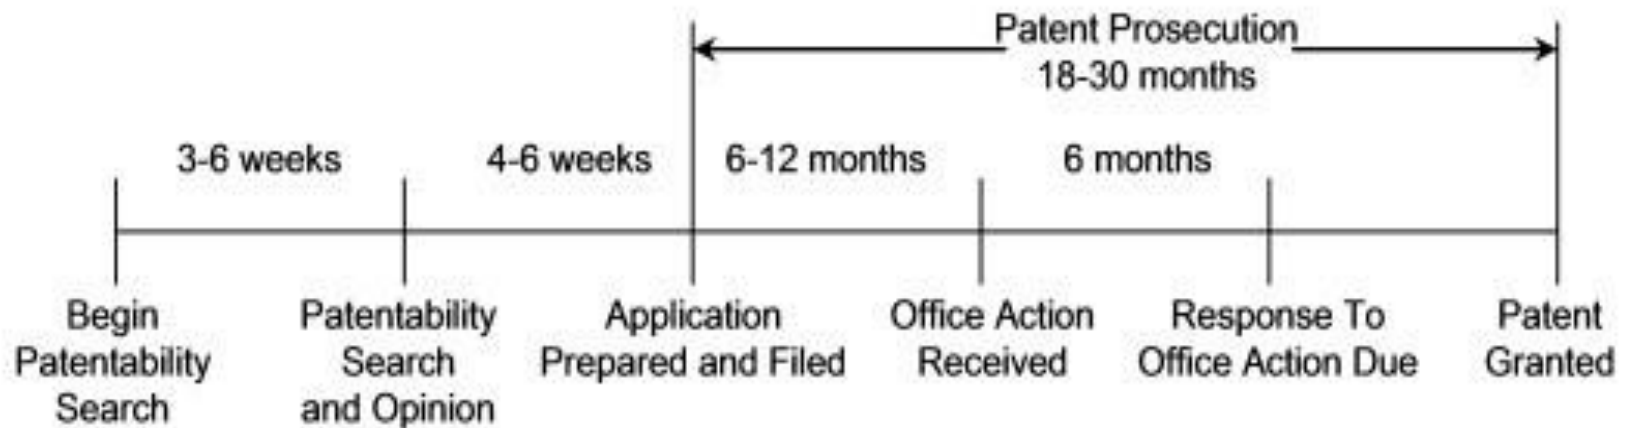 Patent Prosecution
18-30 months
3-6 weeks
4-6 weeks
6-12 months
6 months
Begin
Patentability
Search
Patentability
Search
and Opinion
Application
Prepared and Filed
Office Action
Received
Response To
Office Action Due
Patent
Granted